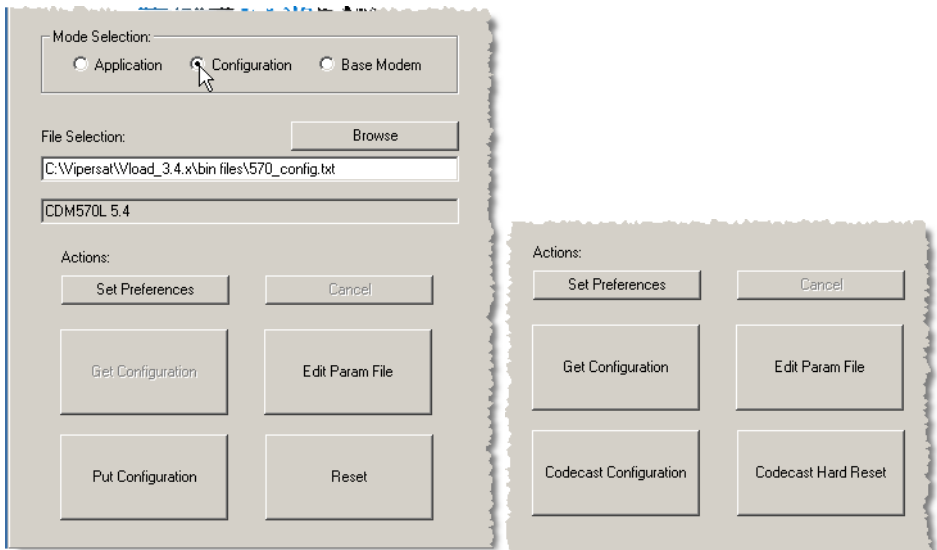 Mode Selection:
Application Configuration Base Modem
File Selection: Browse
C:\Vipersat\Vload_3.4.x\bin files\570_config.txt
CDM570L 5.4
Actions:
Set Preferences Cancel
Get Configuration Edit Param File
Put Configuration Reset
Actions:
Set Preferences Cancel
Get Configuration Edit Param File
Codecast Configuration Codecast Hard Reset